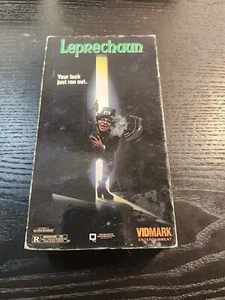 Leprechaun
Your luck
just ran out.
R
VIDMARK
ENTERTAINMENT